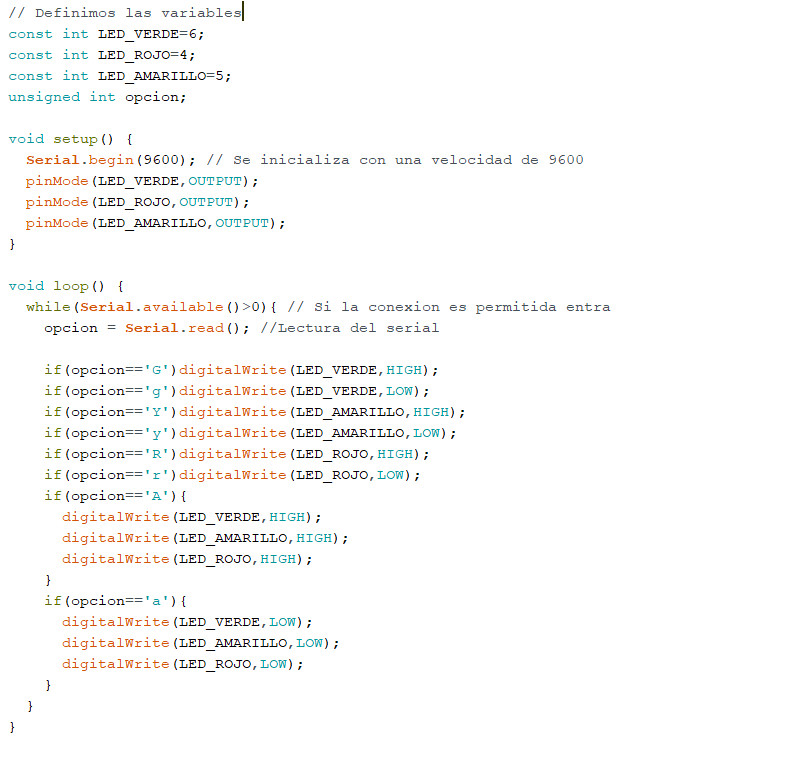 // Definimos las variables
const int LED_VERDE=6;
const int LED_ROJO=4;
const int LED_AMARILLO=5;
unsigned int opcion;

void setup() {
  Serial.begin(9600); // Se inicializa con una velocidad de 9600
  pinMode(LED_VERDE,OUTPUT);
  pinMode(LED_ROJO,OUTPUT);
  pinMode(LED_AMARILLO,OUTPUT);
}

void loop() {
  while(Serial.available()>0){ // Si la conexion es permitida entra
    opcion = Serial.read(); //Lectura del serial

    if(opcion=='G')digitalWrite(LED_VERDE,HIGH);
    if(opcion=='g')digitalWrite(LED_VERDE,LOW);
    if(opcion=='Y')digitalWrite(LED_AMARILLO,HIGH);
    if(opcion=='y')digitalWrite(LED_AMARILLO,LOW);
    if(opcion=='R')digitalWrite(LED_ROJO,HIGH);
    if(opcion=='r')digitalWrite(LED_ROJO,LOW);
    if(opcion=='A'){
      digitalWrite(LED_VERDE,HIGH);
      digitalWrite(LED_AMARILLO,HIGH);
      digitalWrite(LED_ROJO,HIGH);
    }
    if(opcion=='a'){
      digitalWrite(LED_VERDE,LOW);
      digitalWrite(LED_AMARILLO,LOW);
      digitalWrite(LED_ROJO,LOW);
    }
  }
}